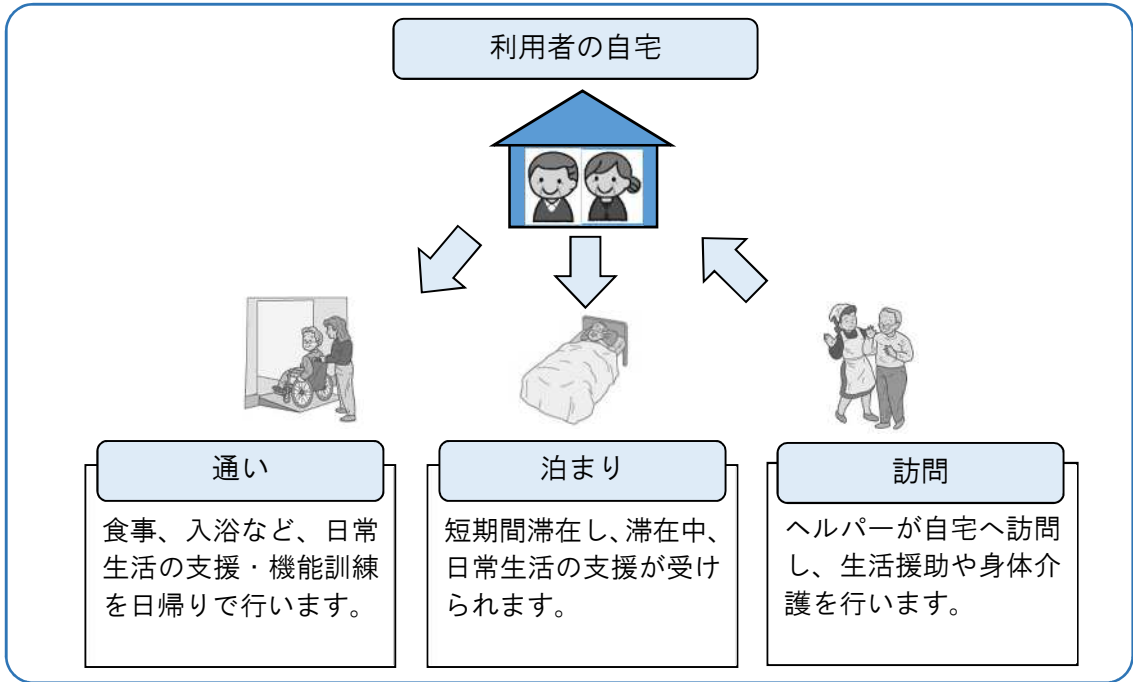 利用者の自宅
通い
食事、入浴など、日常
生活の支援・機能訓練
を日帰りで行います。
泊まり
短期間滞在し、滞在中、
日常生活の支援が受け
られます。
訪問
ヘルパーが自宅へ訪問
し、生活援助や身体介
護を行います。